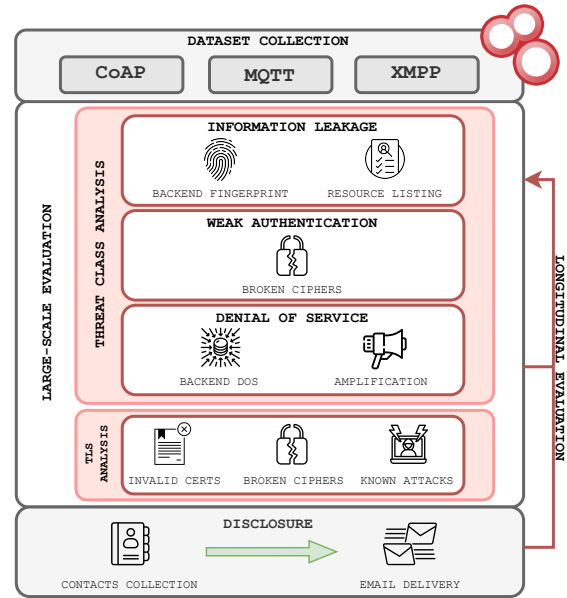 DATASET COLLECTION
CoAP
MQTT
XMPP
LARGE-SCALE EVALUATION
THREAT CLASS ANALYSIS
INFORMATION LEAKAGE
BACKEND FINGERPRINT
RESOURCE LISTING
WEAK AUTHENTICATION
BROKEN CIPHERS
DENIAL OF SERVICE
BACKEND DOS
AMPLIFICATION
TLS
ANALYSIS
INVALID CERTS
BROKEN CIPHERS
KNOWN ATTACKS
LONGITUDINAL EVALUATION
DISCLOSURE
CONTACTS COLLECTION
EMAIL DELIVERY